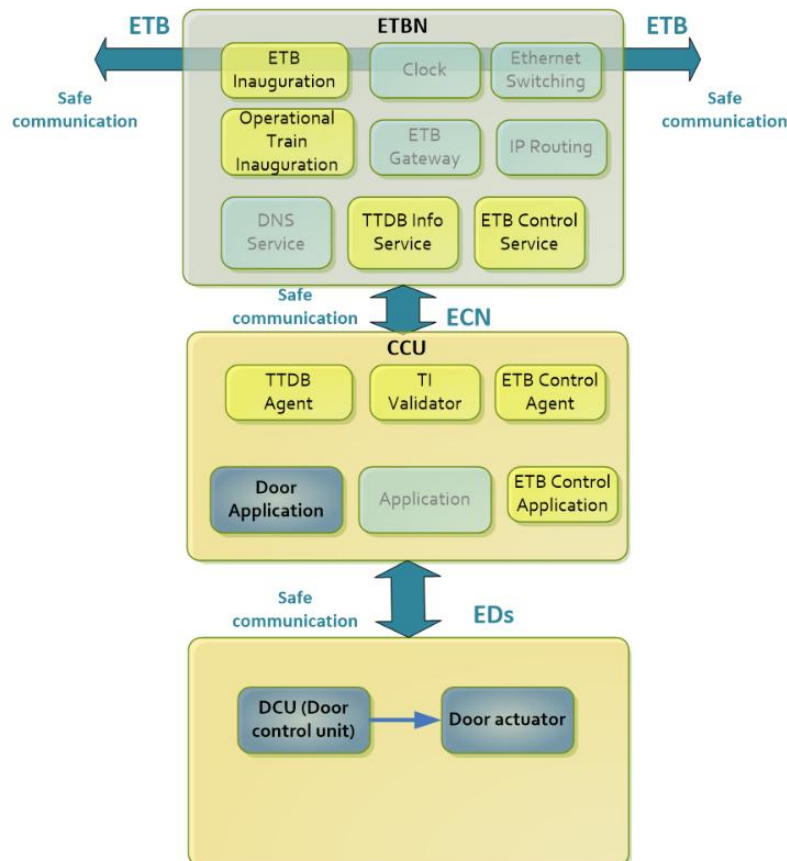 ETB
ETBN
ETB
Safe
communication
Safe
communication
ETB
Inauguration
Clock
Ethernet
Switching
Operational
Train
Inauguration
ETB
Gateway
IP Routing
DNS
Service
TTDB Info
Service
ETB Control
Service
Safe
communication
ECN
CCU
TTDB
Agent
TI
Validator
ETB Control
Agent
Door
Application
Application
ETB Control
Application
Safe
communication
EDs
DCU (Door
control unit)
Door actuator